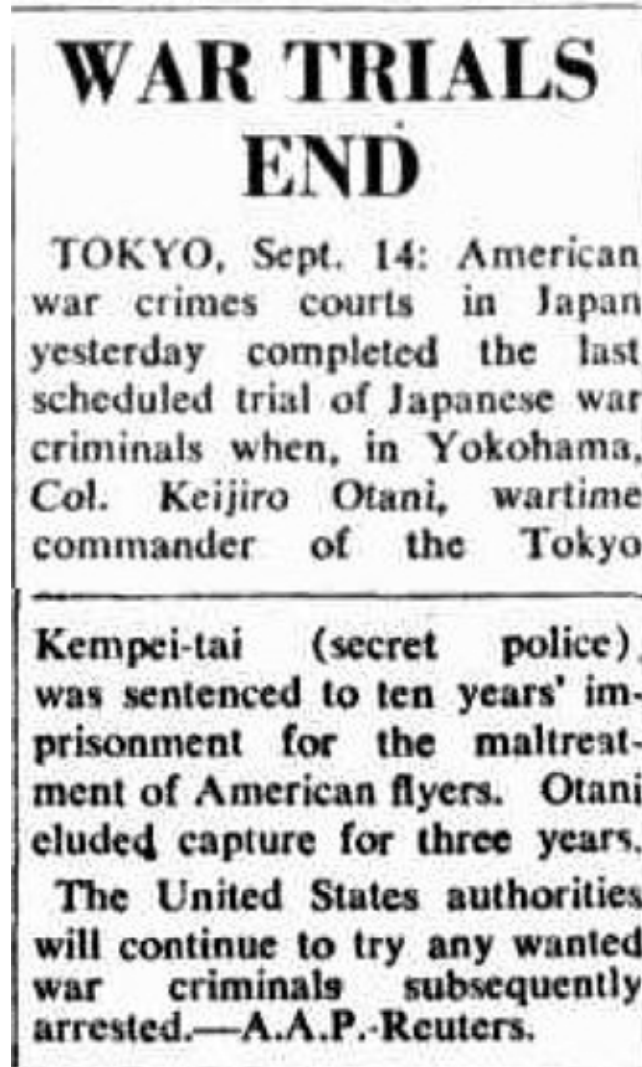 WAR TRIALS
END
TOKYO, Sept. 14: American
war crimes courts in Japan
yesterday completed the last
scheduled trial of Japanese war
criminals when, in Yokohama,
Col. Keijiro Otani, wartime
commander of the Tokyo
Kempei-tai (secret police),
was sentenced to ten years' im-
prisonment for the maltreat-
ment of American flyers. Otani
eluded capture for three years.
The United States authorities
will continue to try any wanted
war criminals subsequently
arrested.—A.A.P.-Reuters.